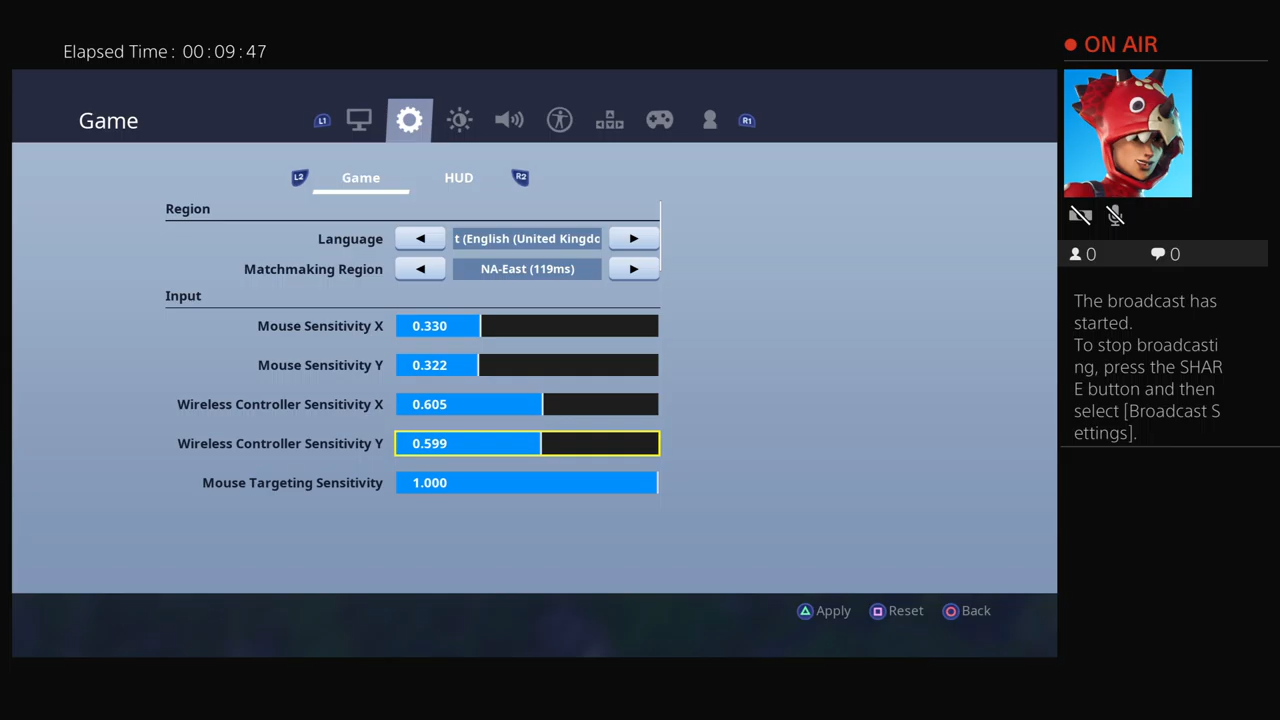 Elapsed Time : 00:09:47
ON AIR
Game
L1
R1
L2
Game
HUD
R2
Region
Language
t (English (United Kingdo
Matchmaking Region
NA-East (119ms)
Input
Mouse Sensitivity X
0.330
Mouse Sensitivity Y
0.322
Wireless Controller Sensitivity X
0.605
Wireless Controller Sensitivity Y
0.599
Mouse Targeting Sensitivity
1.000
Apply
Reset
Back
0
0
The broadcast has
started.
To stop broadcasti
ng, press the SHAR
E button and then
select [Broadcast S
ettings].